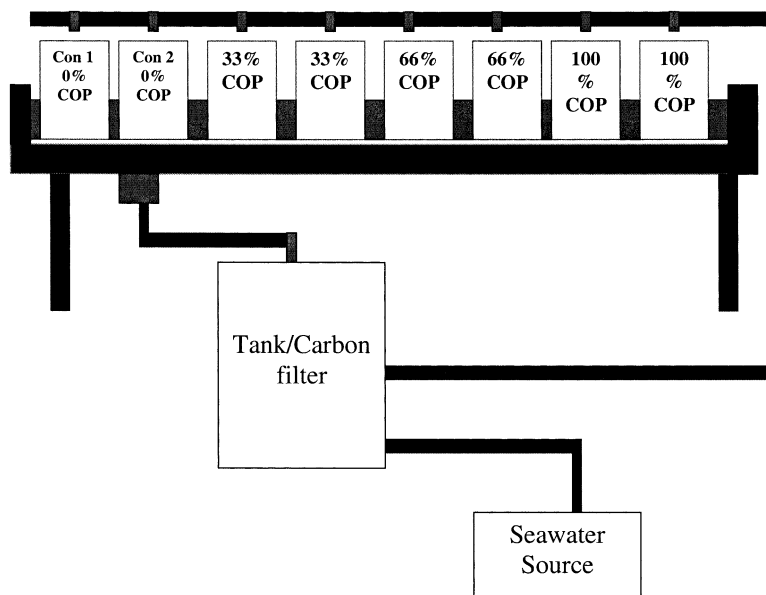 Con 1
0%
COP
Con 2
0%
COP
33%
COP
33%
COP
66%
COP
66%
COP
100
%
COP
100
%
COP
Tank/Carbon
filter
Seawater
Source